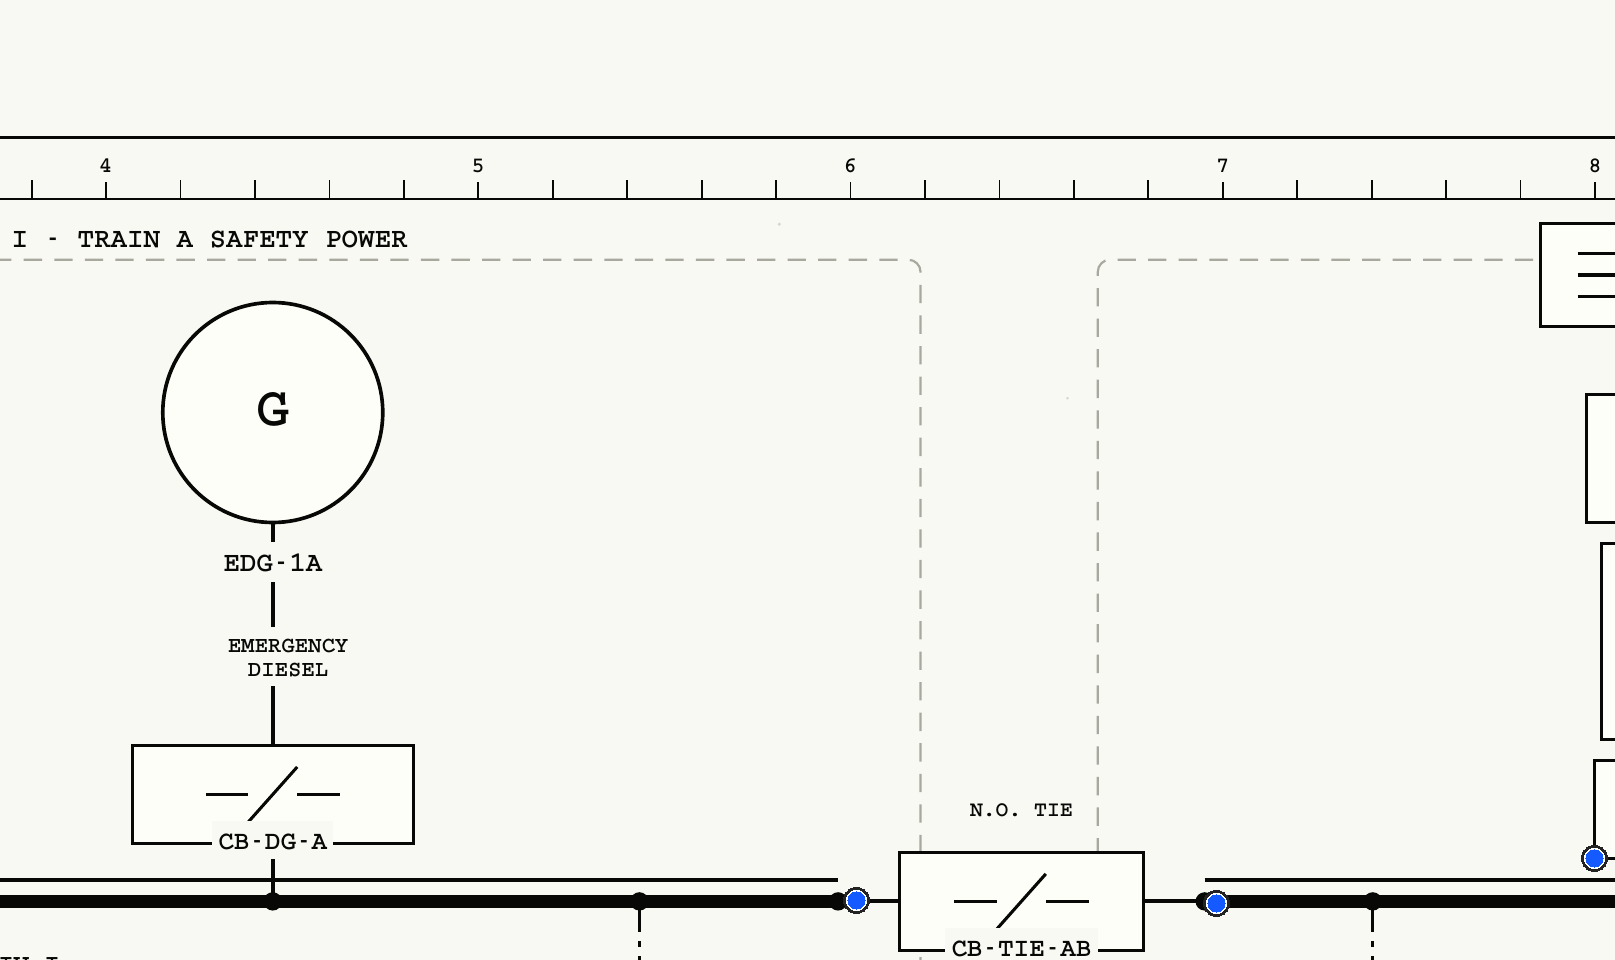 4 5 6 7 8
I - TRAIN A SAFETY POWER
G
EDG-1A
EMERGENCY
DIESEL
N.O. TIE
CB-DG-A
CB-TIE-AB